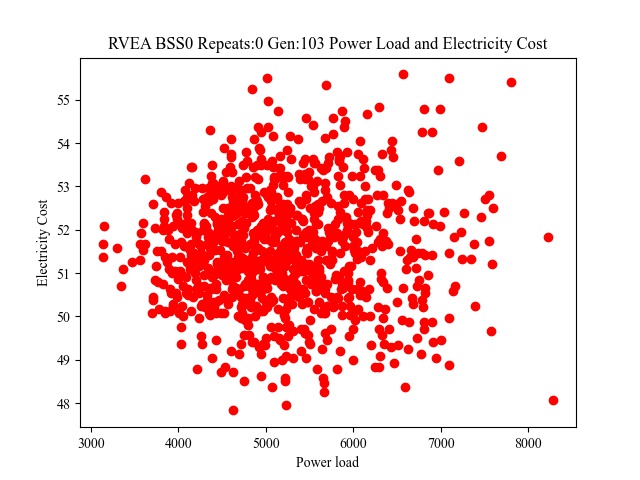 RVEA BSS0 Repeats:0 Gen:103 Power Load and Electricity Cost
Electricity Cost
55
54
53
52
51
50
49
48
3000 4000 5000 6000 7000 8000
Power load